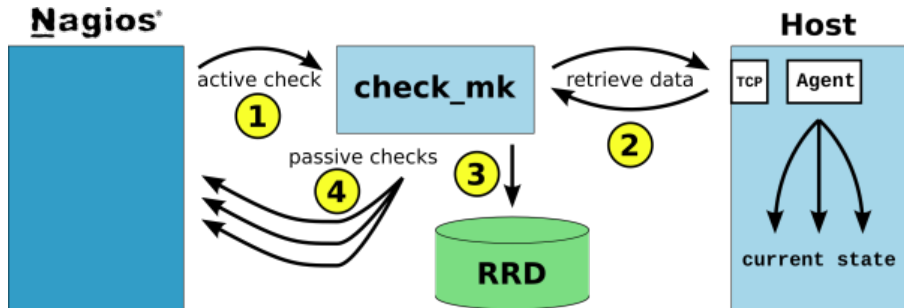 Nagios®
Host
active check
1
check_mk
retrieve data
2
TCP
Agent
passive checks
4
3
RRD
current state